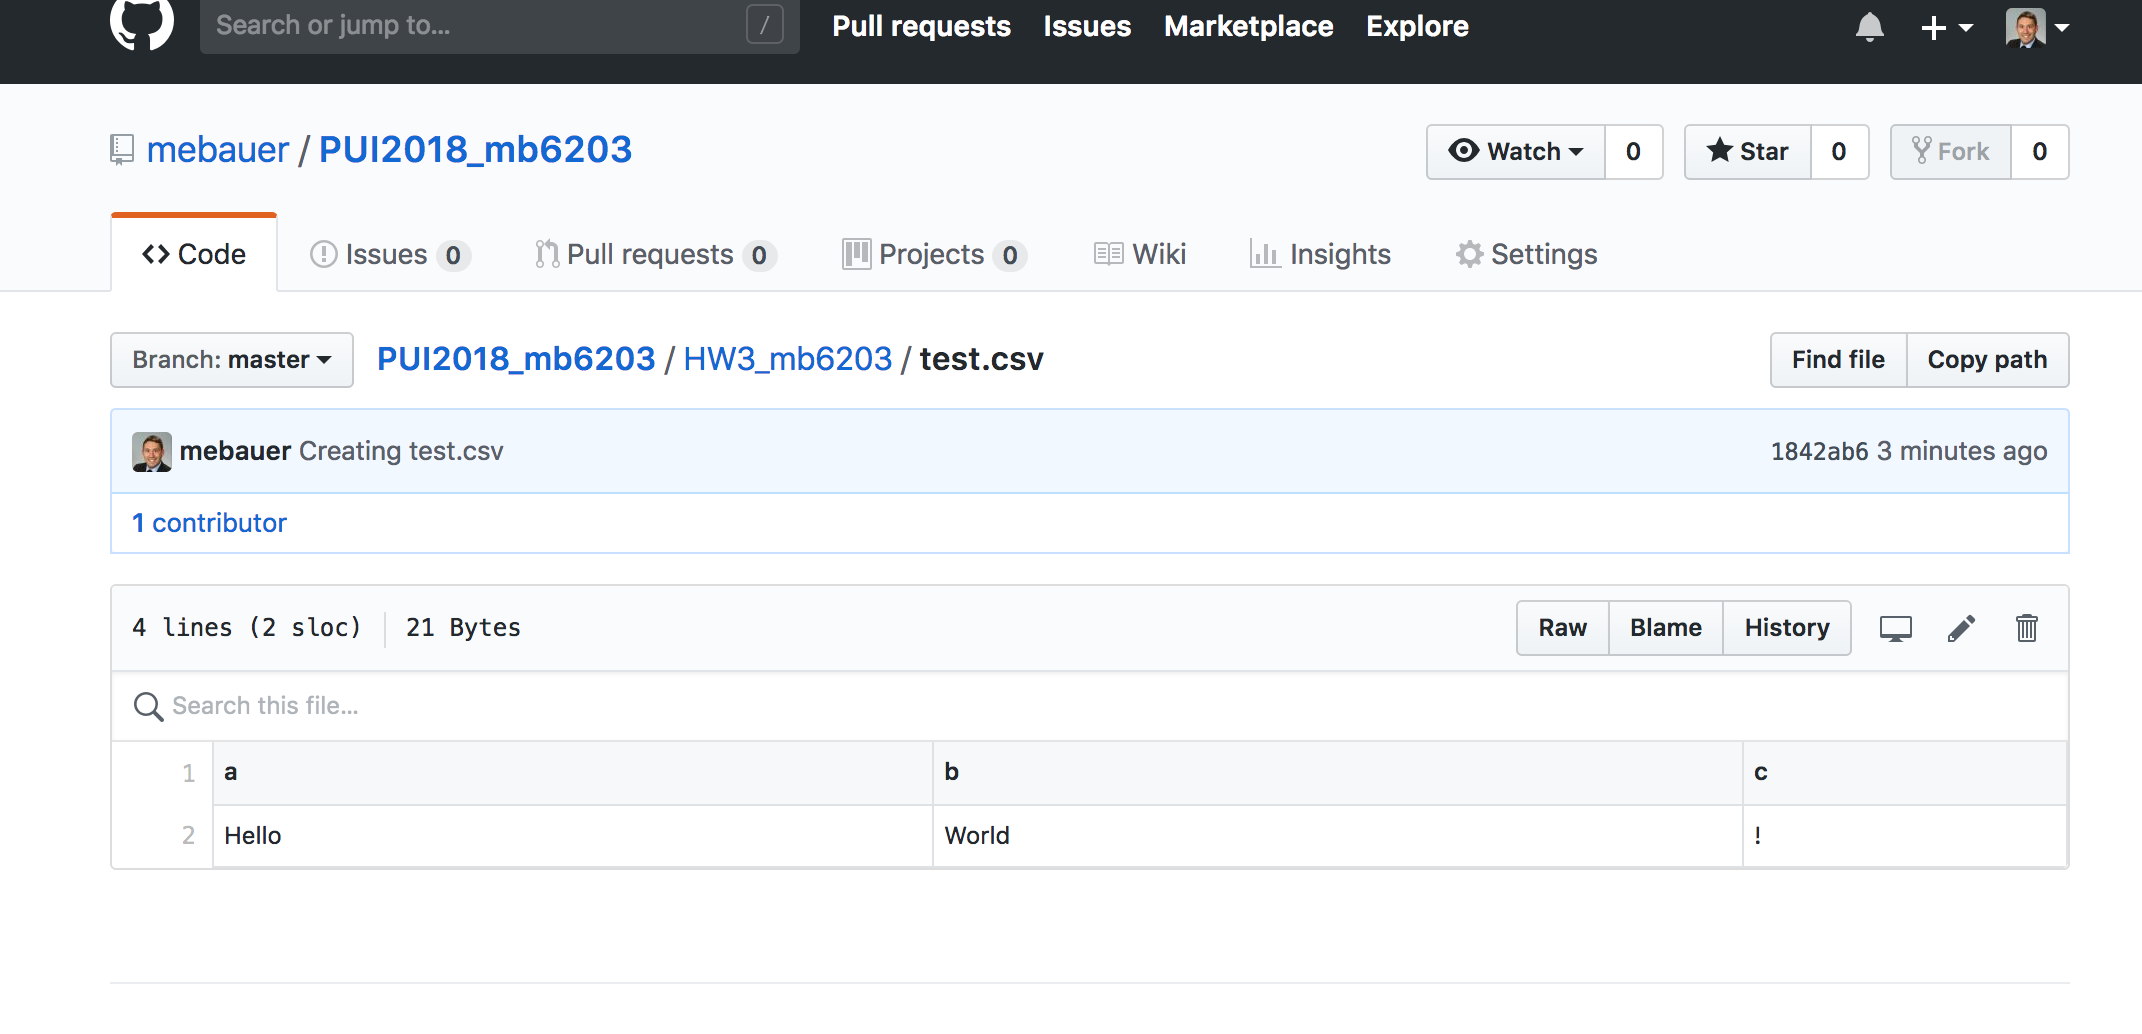 Search or jump to... / Pull requests Issues Marketplace Explore
mebauer / PUI2018_mb6203 Watch 0 Star 0 Fork 0
Code Issues 0 Pull requests 0 Projects 0 Wiki Insights Settings
Branch: master PUI2018_mb6203 / HW3_mb6203 / test.csv Find file Copy path
mebauer Creating test.csv 1842ab6 3 minutes ago
1 contributor
4 lines (2 sloc) 21 Bytes Raw Blame History
Search this file...
1 a b c
2 Hello World !